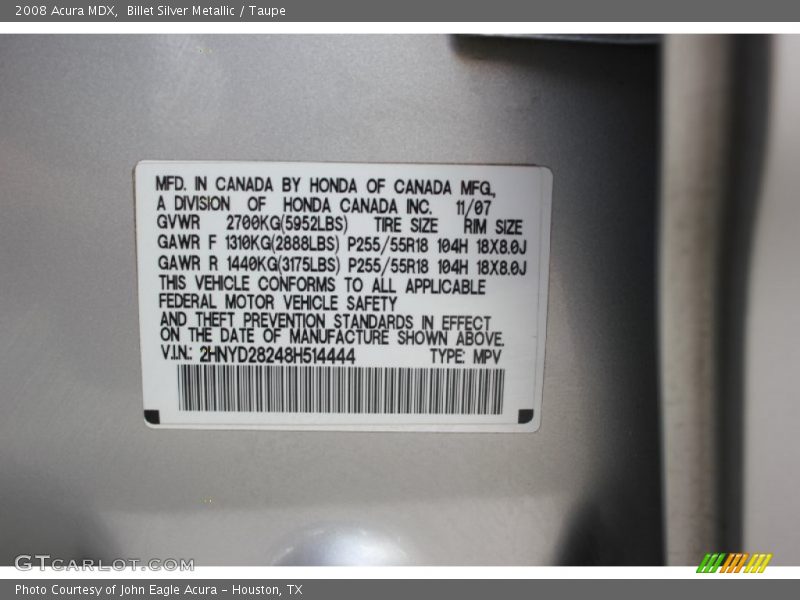 2008 Acura MDX,  Billet Silver Metallic / Taupe
MFD. IN CANADA BY HONDA OF CANADA MFG.,
A DIVISION OF HONDA CANADA INC. 11/07
GVWR 2700KG(5952LBS) TIRE SIZE RIM SIZE
GAWR F 1310KG(2888LBS) P255/55R18 104H 18X8.0J
GAWR R 1440KG(3175LBS) P255/55R18 104H 18X8.0J
THIS VEHICLE CONFORMS TO ALL APPLICABLE
FEDERAL MOTOR VEHICLE SAFETY
AND THEFT PREVENTION STANDARDS IN EFFECT
ON THE DATE OF MANUFACTURE SHOWN ABOVE.
V.I.N.: 2HNYD28248H514444 TYPE: MPV
GTCARLOT.COM
Photo Courtesy of John Eagle Acura - Houston, TX